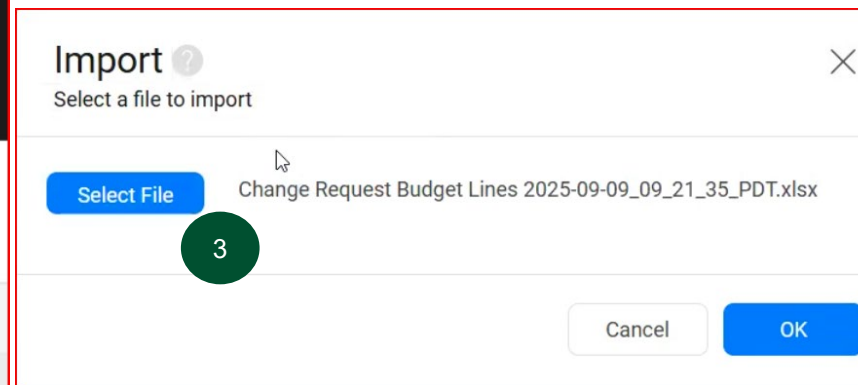 Import ?
Select a file to import
Select File Change Request Budget Lines 2025-09-09_09_21_35_PDT.xlsx
3
Cancel OK